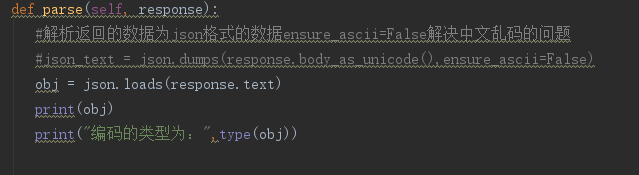 def parse(self, response):
#解析返回的数据为json格式的数据ensure_ascii=False解决中文乱码的问题
#json_text = json.dumps(response.body_as_unicode(),ensure_ascii=False)
obj = json.loads(response.text)
print(obj)
print("编码的类型为：",type(obj))